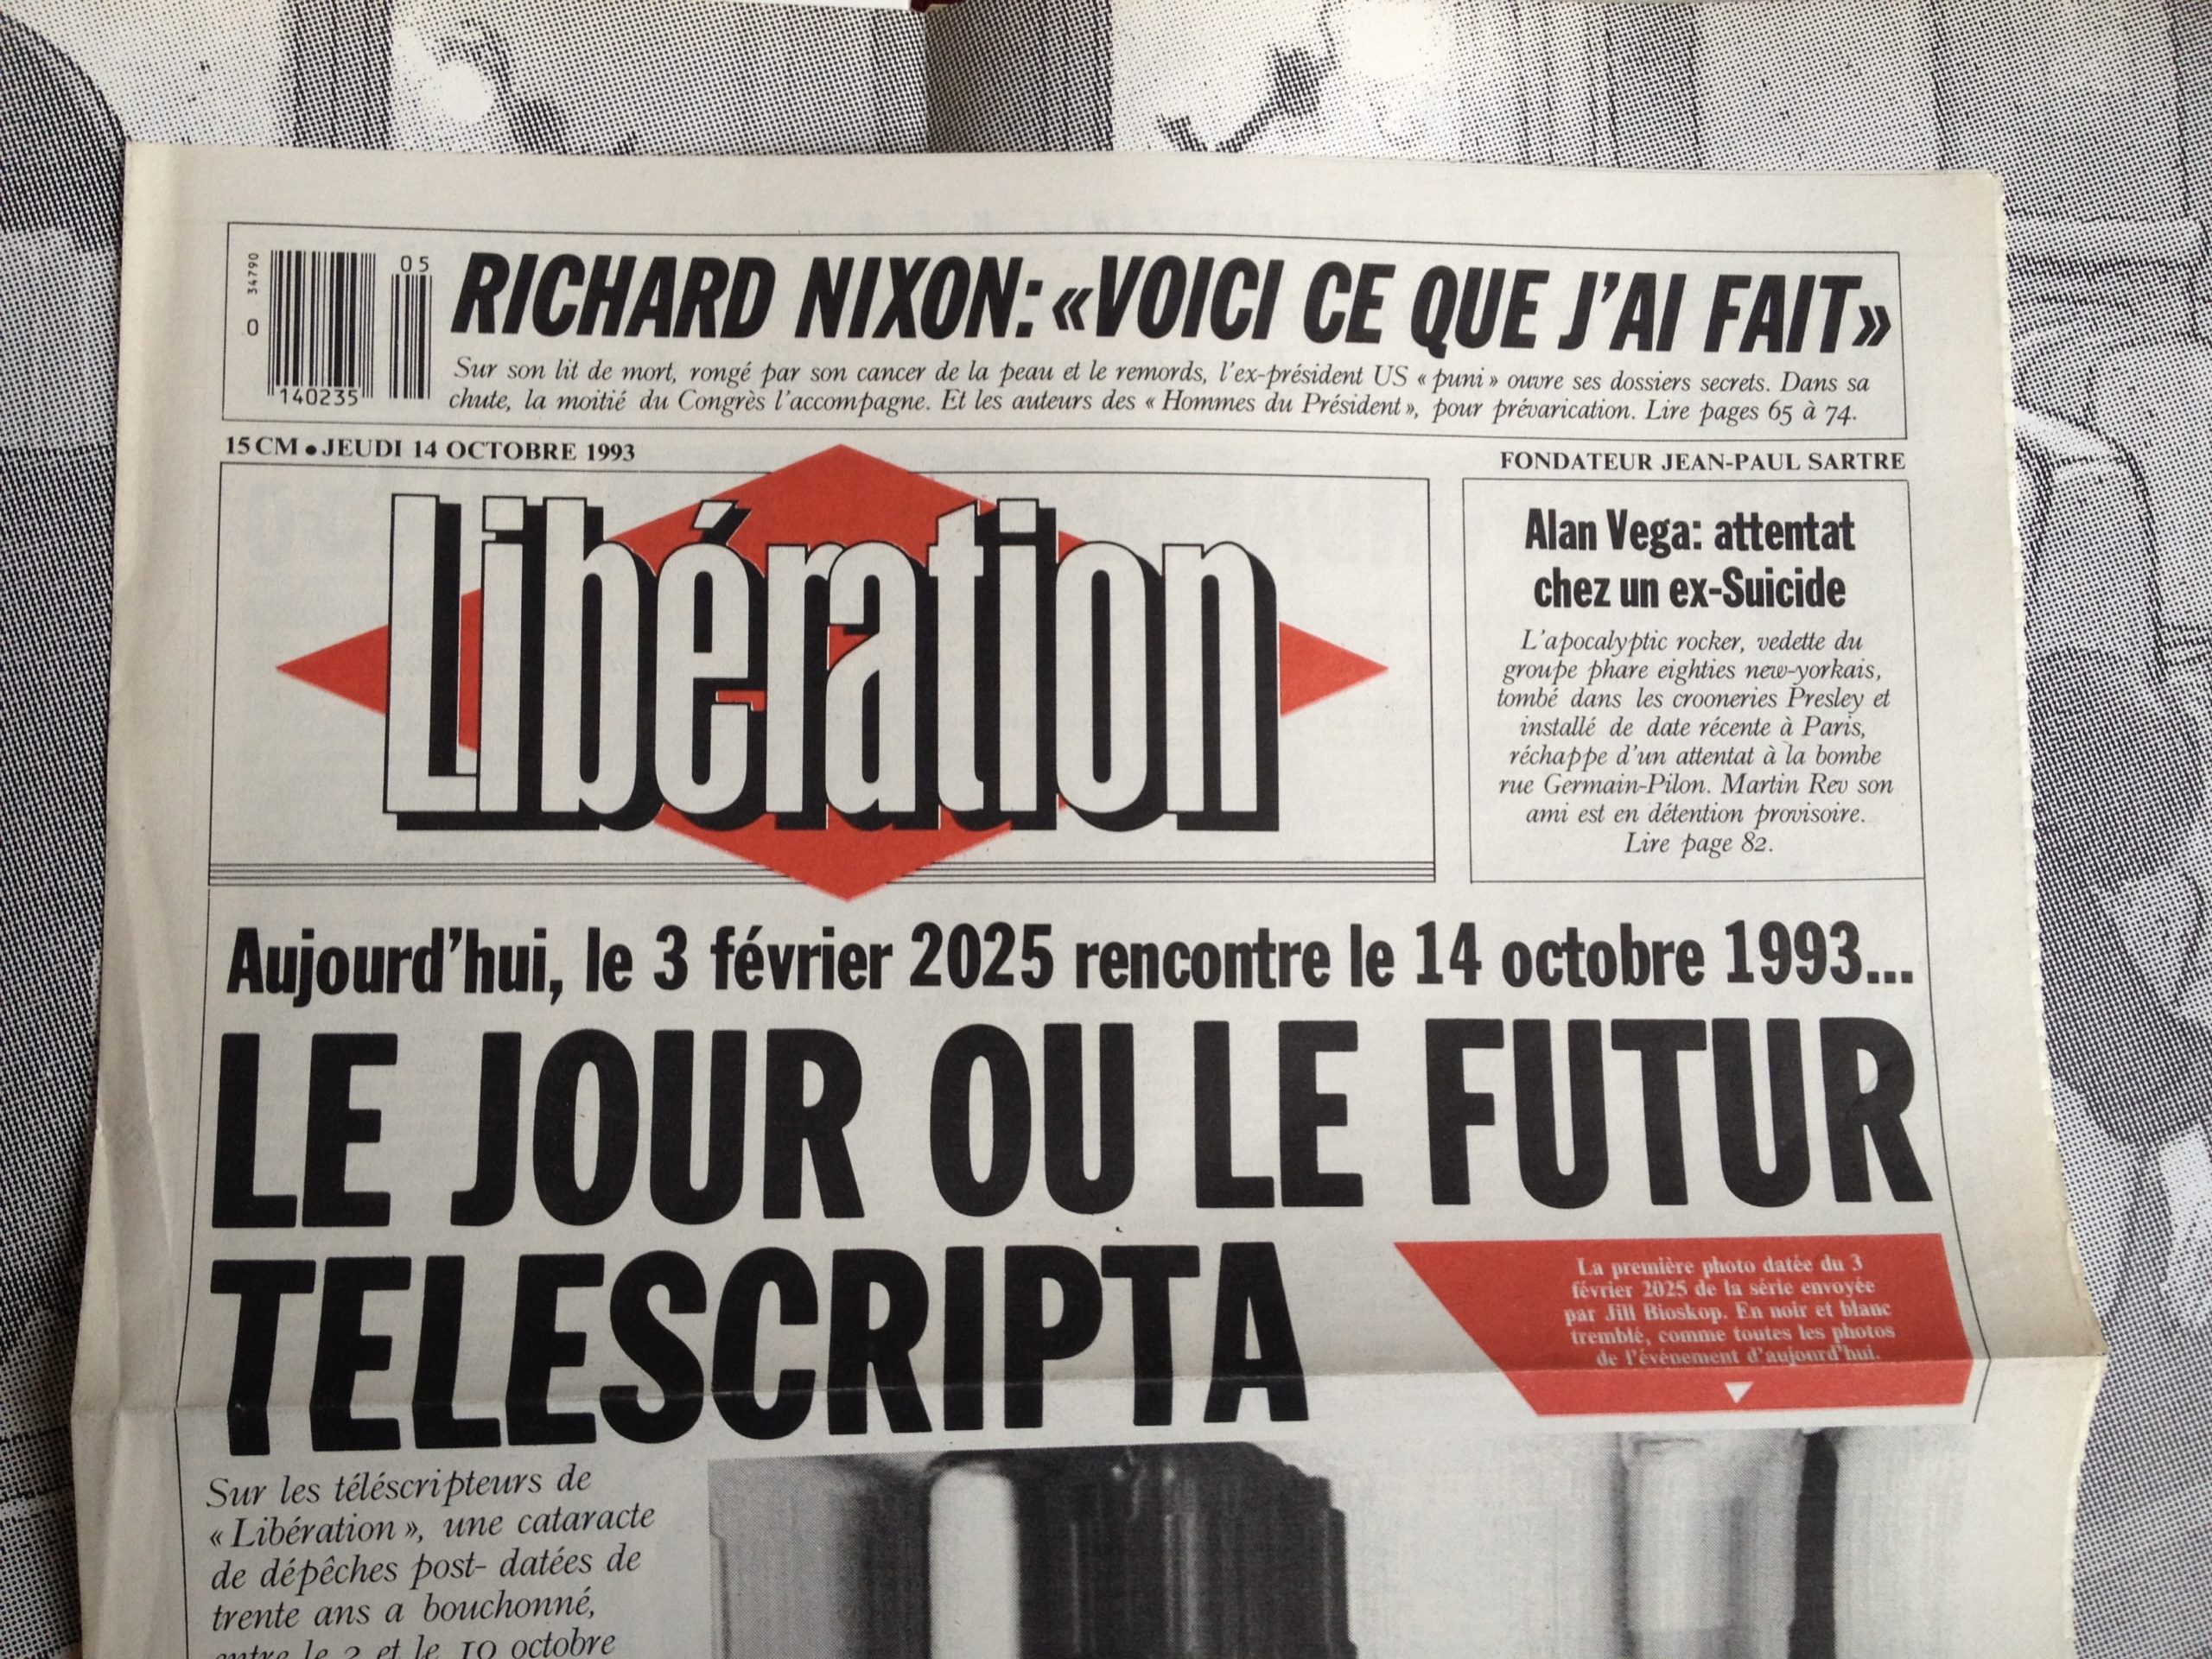 0 34790
140235
05
RICHARD NIXON: «VOICI CE QUE J'AI FAIT»
Sur son lit de mort, rongé par son cancer de la peau et le remords, l'ex-président US « puni » ouvre ses dossiers secrets. Dans sa
chute, la moitié du Congrès l'accompagne. Et les auteurs des « Hommes du Président », pour prévarication. Lire pages 65 à 74.
15 CM ● JEUDI 14 OCTOBRE 1993
FONDATEUR JEAN-PAUL SARTRE
Libération
Alan Vega: attentat
chez un ex-Suicide
L'apocalyptic rocker, vedette du
groupe phare eighties new-yorkais,
tombé dans les crooneries Presley et
installé de date récente à Paris,
réchappe d'un attentat à la bombe
rue Germain-Pilon. Martin Rev son
ami est en détention provisoire.
Lire page 82.
Aujourd'hui, le 3 février 2025 rencontre le 14 octobre 1993...
LE JOUR OU LE FUTUR
TELESCRIPTA
La première photo datée du 3
février 2025 de la série envoyée
par Jill Bioskop. En noir et blanc
tremblé, comme toutes les photos
de l'évènement d'aujourd'hui.
Sur les téléscripteurs de
« Libération », une cataracte
de dépêches post- datées de
trente ans a bouchonné,
entre le 2 et le 10 octobre